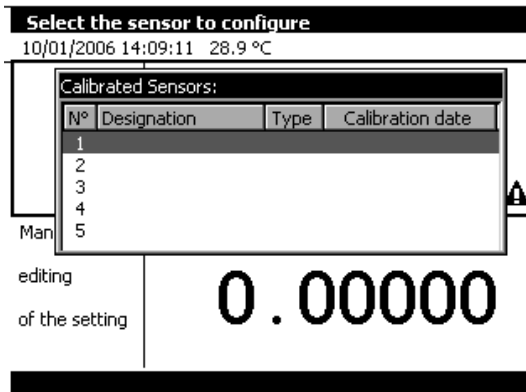 Select the sensor to configure
10/01/2006 14:09:11 28.9 °C
Calibrated Sensors:
N° Designation Type Calibration date
1
2
3
4
5
Man
editing
of the setting
0.00000